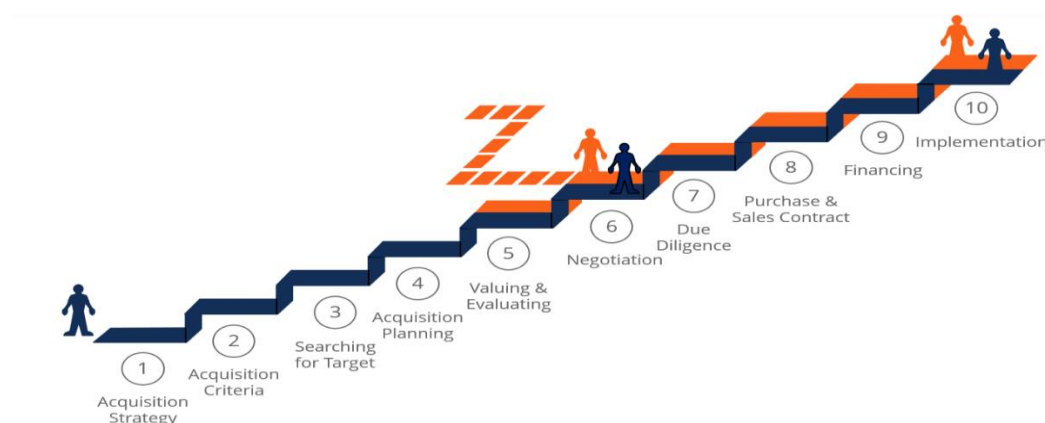 1
Acquisition
Strategy
2
Acquisition
Criteria
3
Searching
for Target
4
Acquisition
Planning
5
Valuing &
Evaluating
6
Negotiation
7
Due
Diligence
8
Purchase &
Sales Contract
9
Financing
10
Implementation